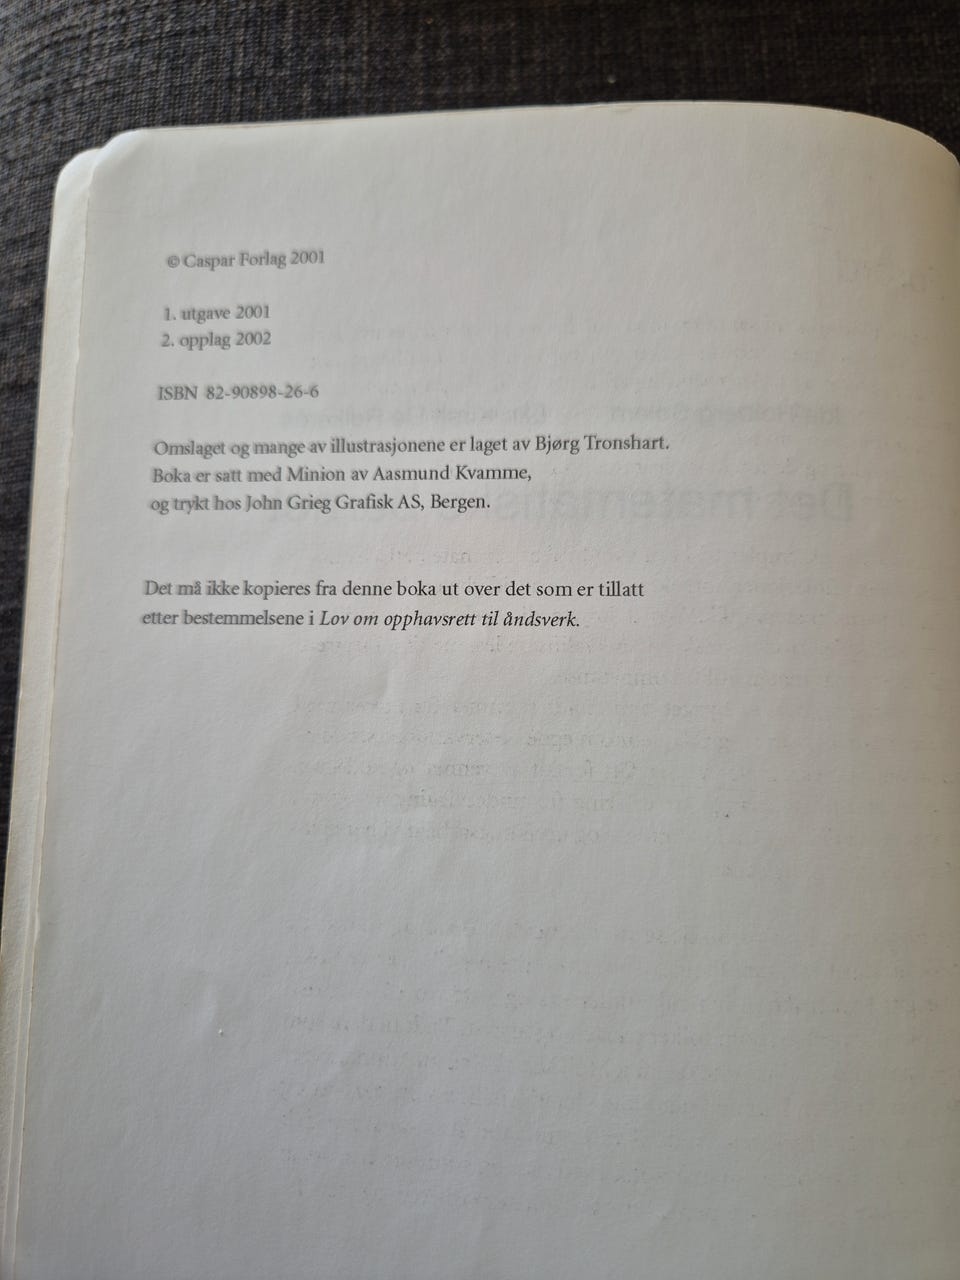 © Caspar Forlag 2001
1. utgave 2001
2. opplag 2002
ISBN 82-90898-26-6
Omslaget og mange av illustrasjonene er laget av Bjørg Tronshart.
Boka er satt med Minion av Aasmund Kvamme,
og trykt hos John Grieg Grafisk AS, Bergen.
Det må ikke kopieres fra denne boka ut over det som er tillatt
etter bestemmelsene i Lov om opphavsrett til åndsverk.